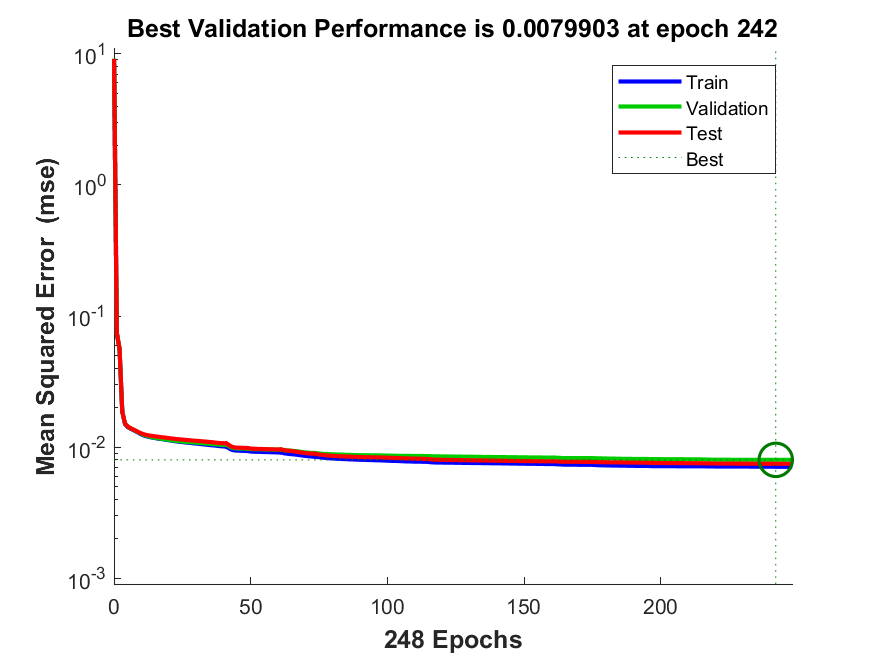 Best Validation Performance is 0.0079903 at epoch 242
Mean Squared Error  (mse)
10^1
10^0
10^-1
10^-2
10^-3
Train
Validation
Test
Best
0 50 100 150 200
248 Epochs